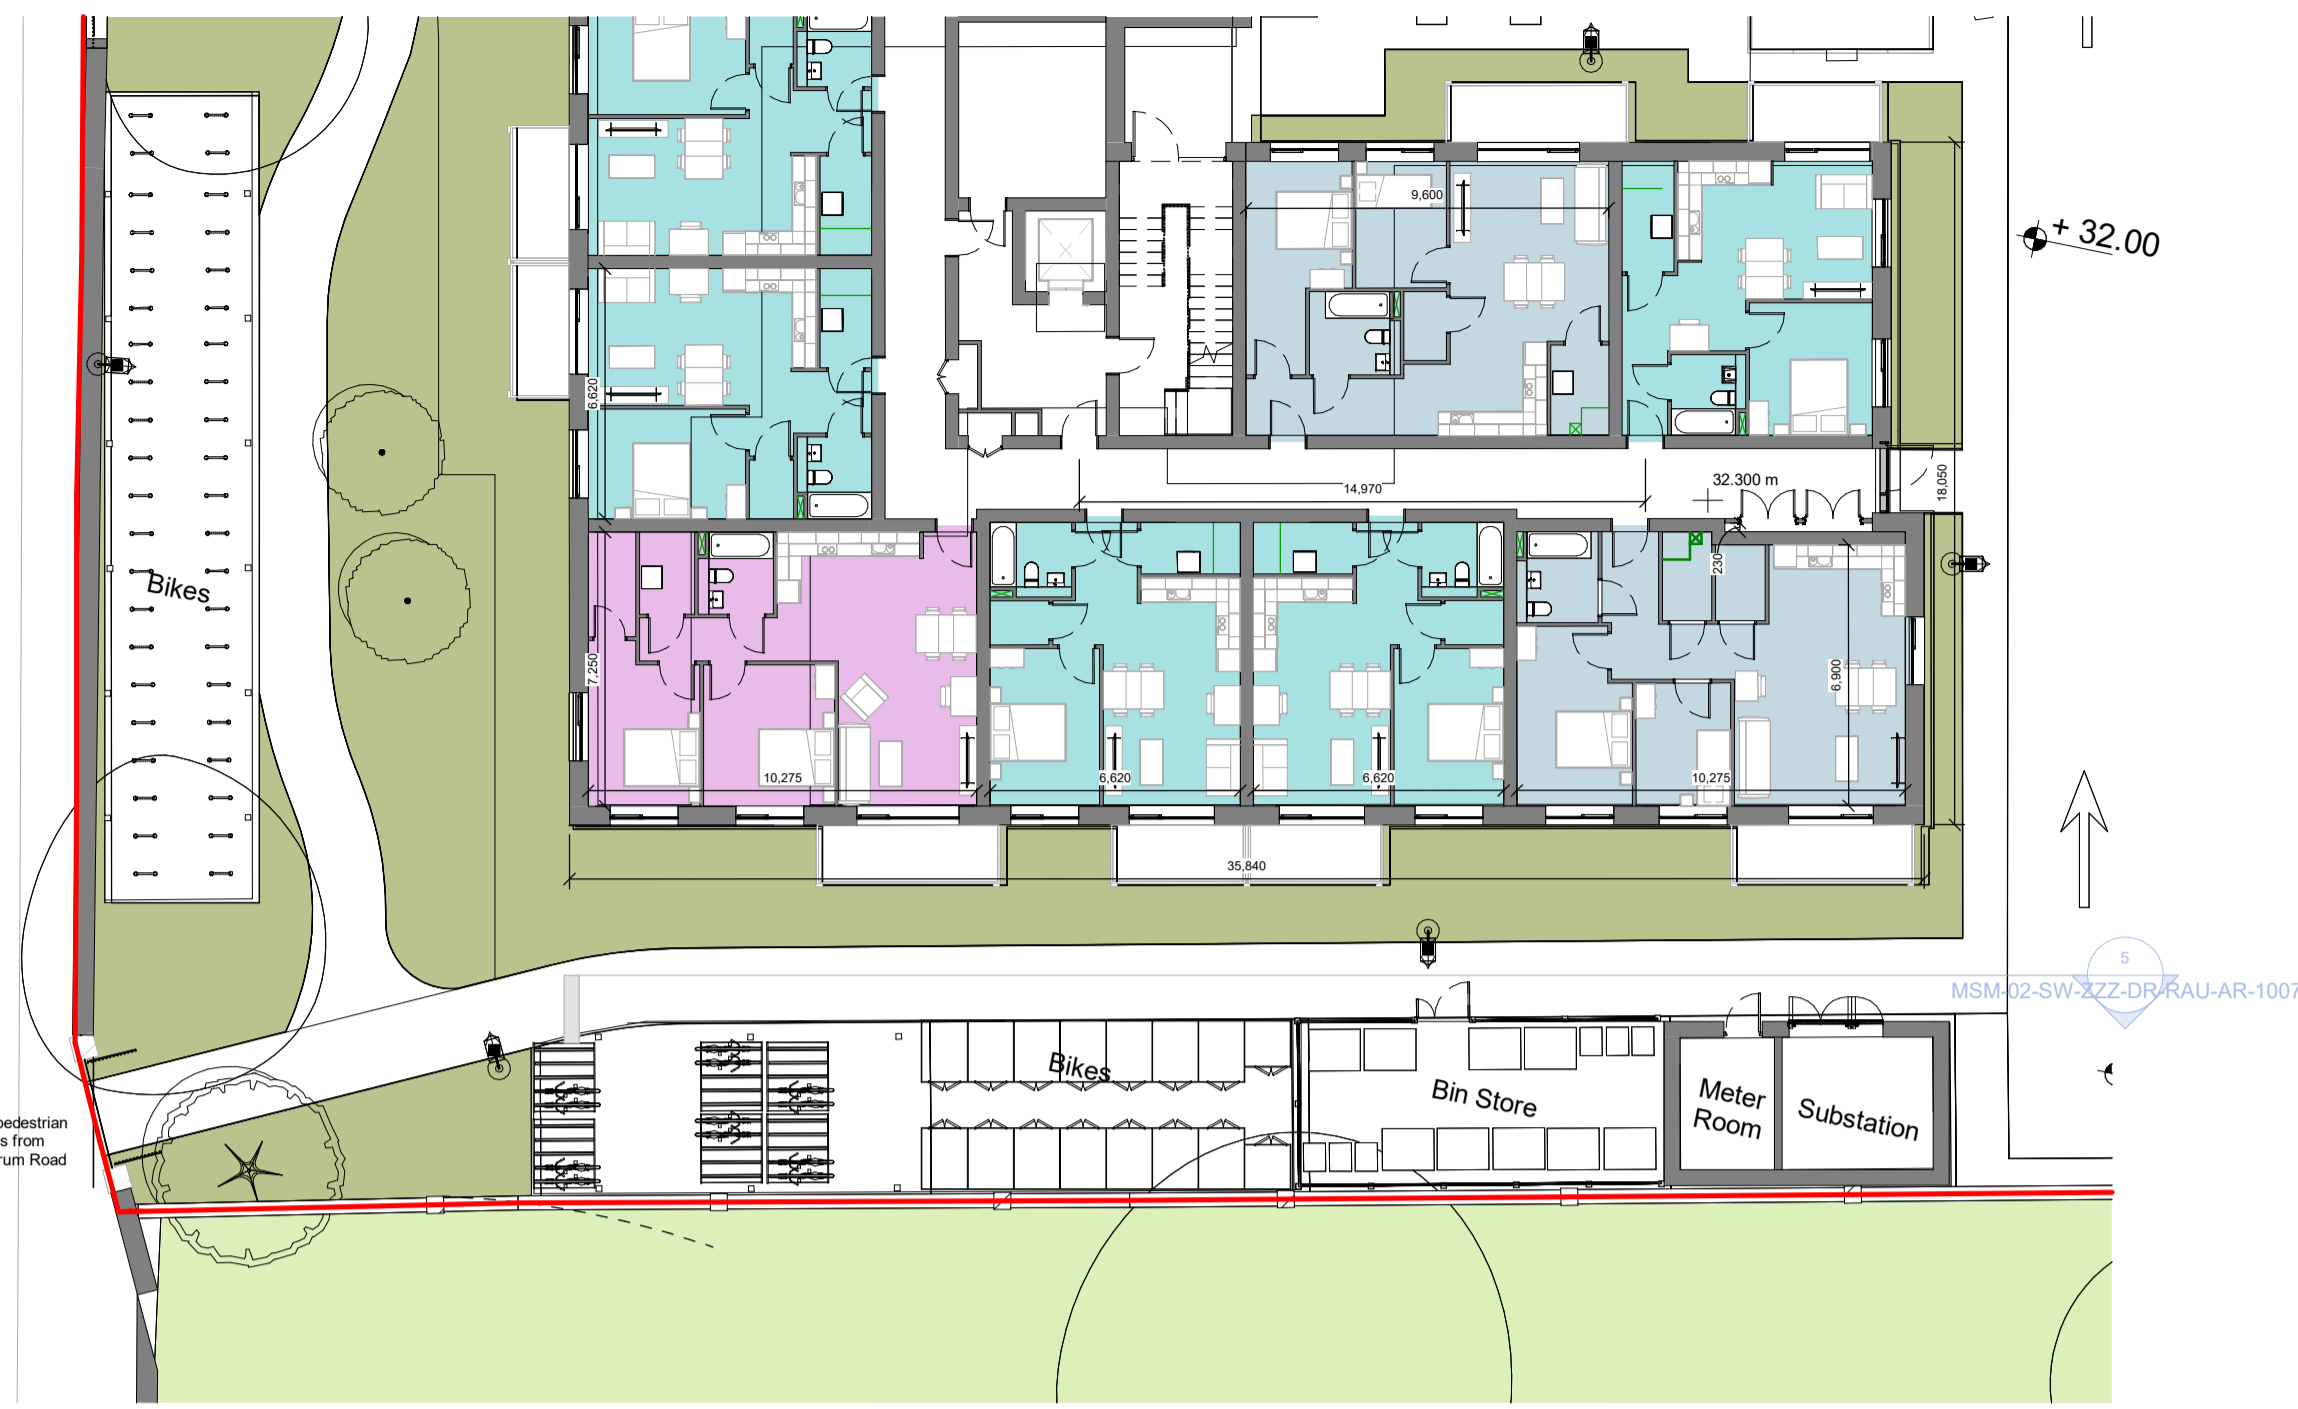 9,600
+ 32.00
6,620
14,970
32.300 m
18,050
230
Bikes
7,250
6,900
10,275
6,620
6,620
10,275
35,840
5
MSM-02-SW-ZZZ-DR-RAU-AR-1007
Bikes
Bin Store
Meter
Room
Substation
pedestrian
s from
rum Road